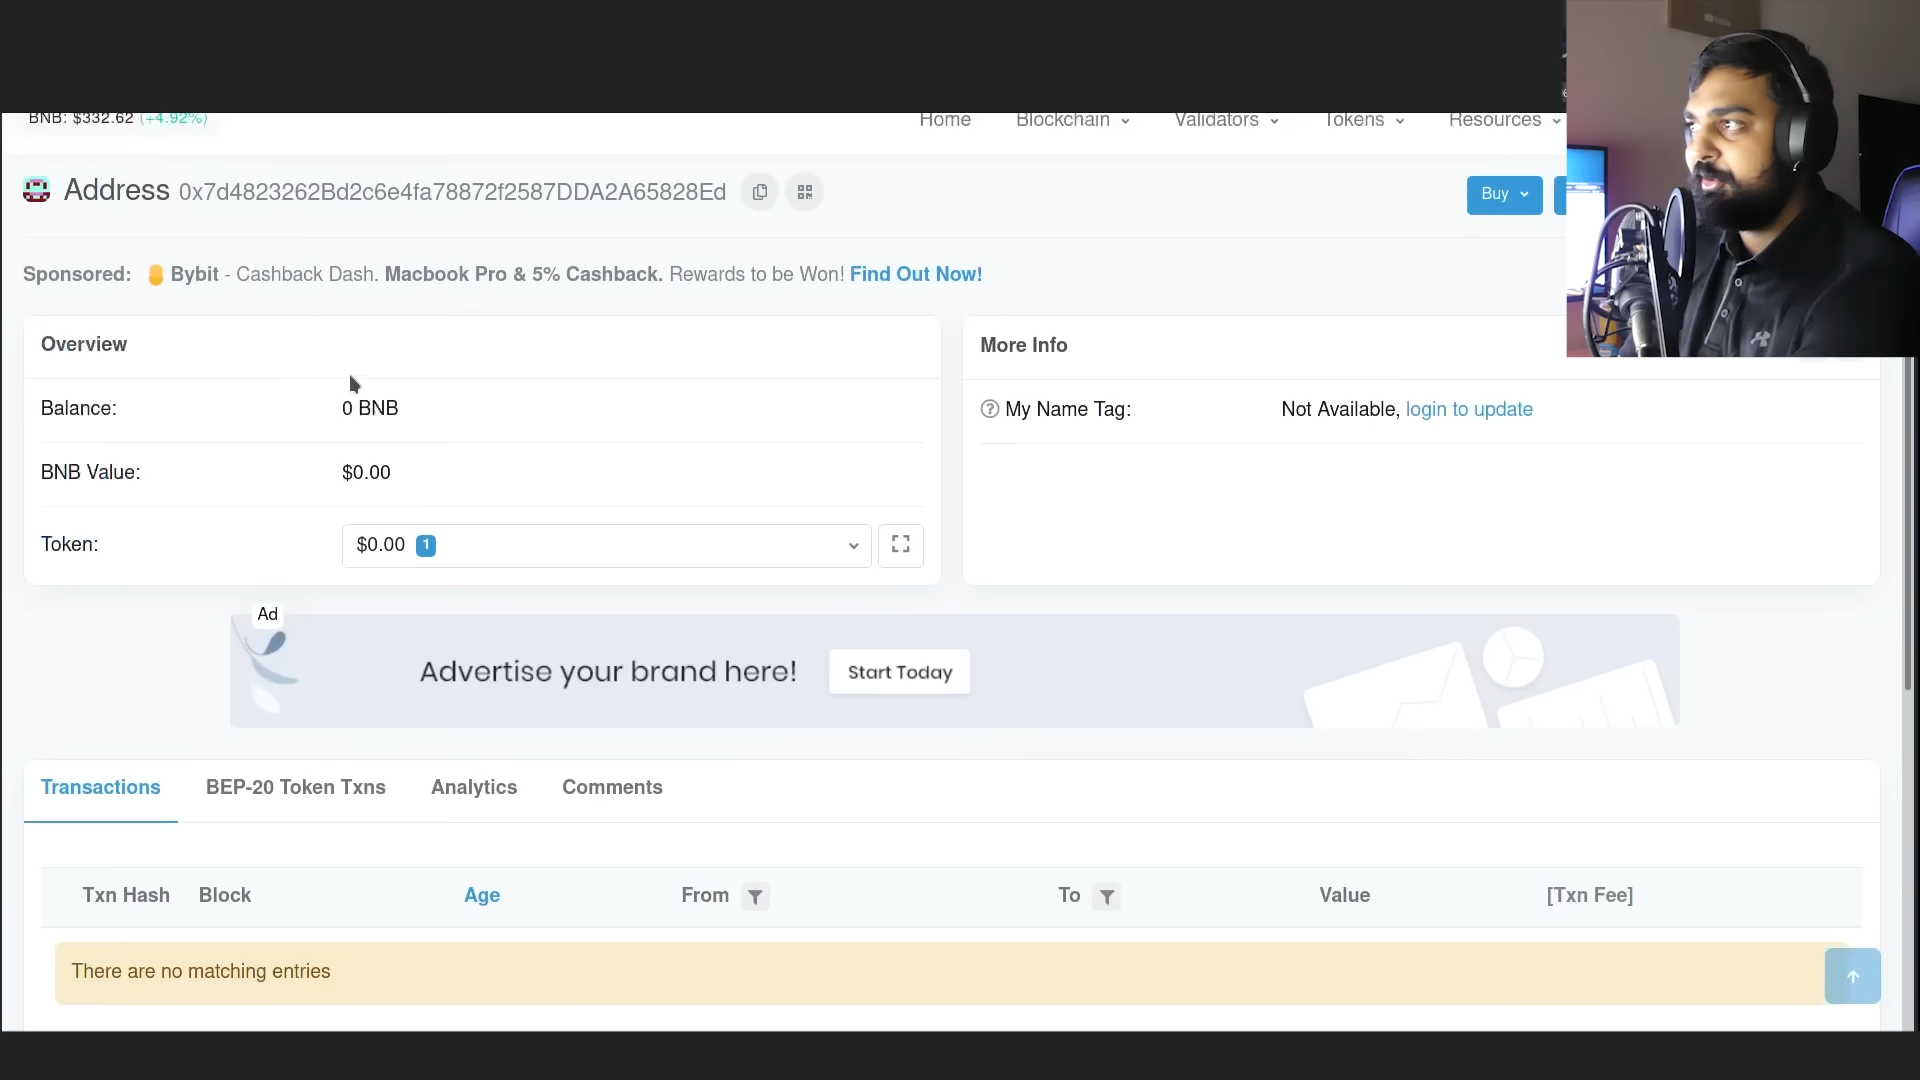 BNB: $332.62 (+4.92%)
Home Blockchain Validators Tokens Resources
Address 0x7d4823262Bd2c6e4fa78872f2587DDA2A65828Ed
Buy
Sponsored: Bybit - Cashback Dash. Macbook Pro & 5% Cashback. Rewards to be Won! Find Out Now!
Overview
Balance: 0 BNB
BNB Value: $0.00
Token: $0.00 1
More Info
My Name Tag: Not Available, login to update
Ad
Advertise your brand here! Start Today
Transactions BEP-20 Token Txns Analytics Comments
Txn Hash Block Age From To Value [Txn Fee]
There are no matching entries